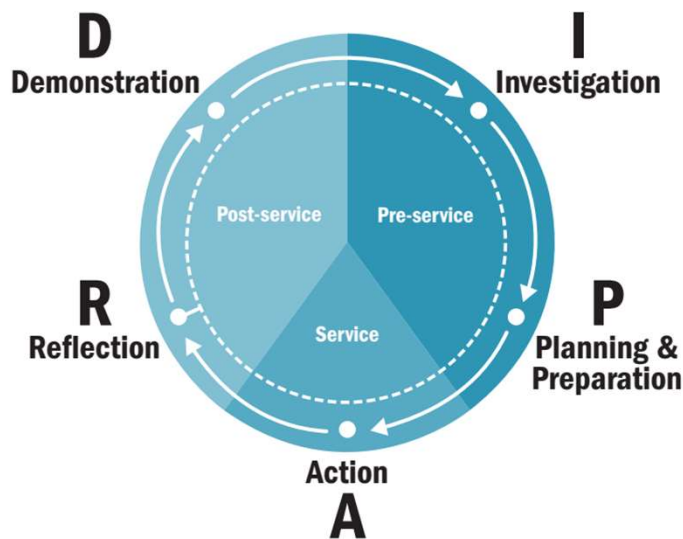 D
Demonstration
I
Investigation
Post-service
Pre-service
Service
R
Reflection
P
Planning &
Preparation
Action
A